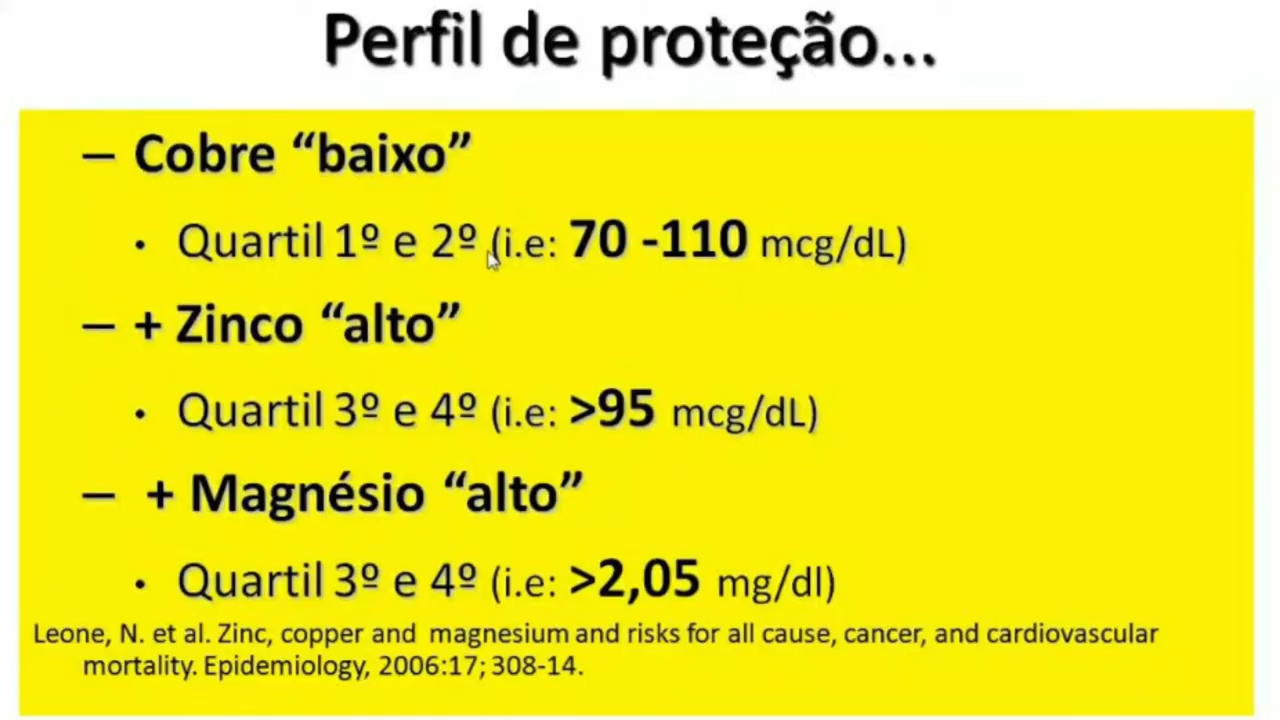 Perfil de proteção...
– Cobre “baixo”
• Quartil 1º e 2º (i.e: 70 -110 mcg/dL)
– + Zinco “alto”
• Quartil 3º e 4º (i.e: >95 mcg/dL)
– + Magnésio “alto”
• Quartil 3º e 4º (i.e: >2,05 mg/dl)
Leone, N. et al. Zinc, copper and magnesium and risks for all cause, cancer, and cardiovascular
mortality. Epidemiology, 2006:17; 308-14.